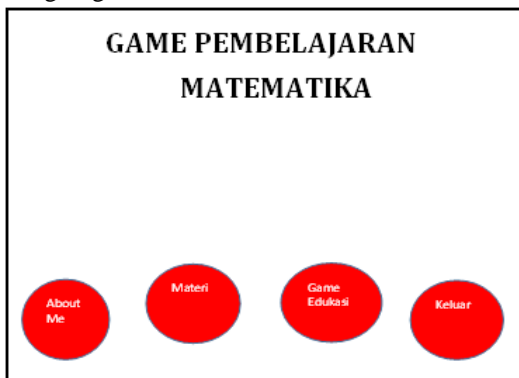 GAME PEMBELAJARAN
MATEMATIKA
About
Me
Materi
Game
Edukasi
Keluar